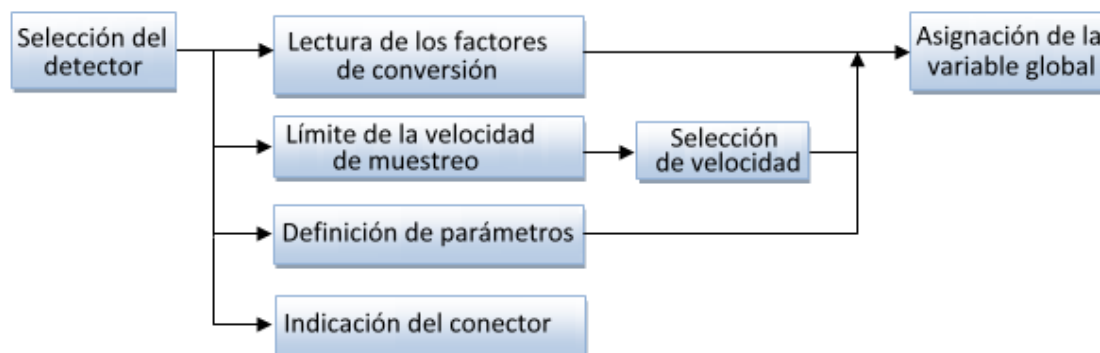 Selección del
detector
Lectura de los factores
de conversión
Asignación de la
variable global
Límite de la velocidad
de muestreo
Selección
de velocidad
Definición de parámetros
Indicación del conector